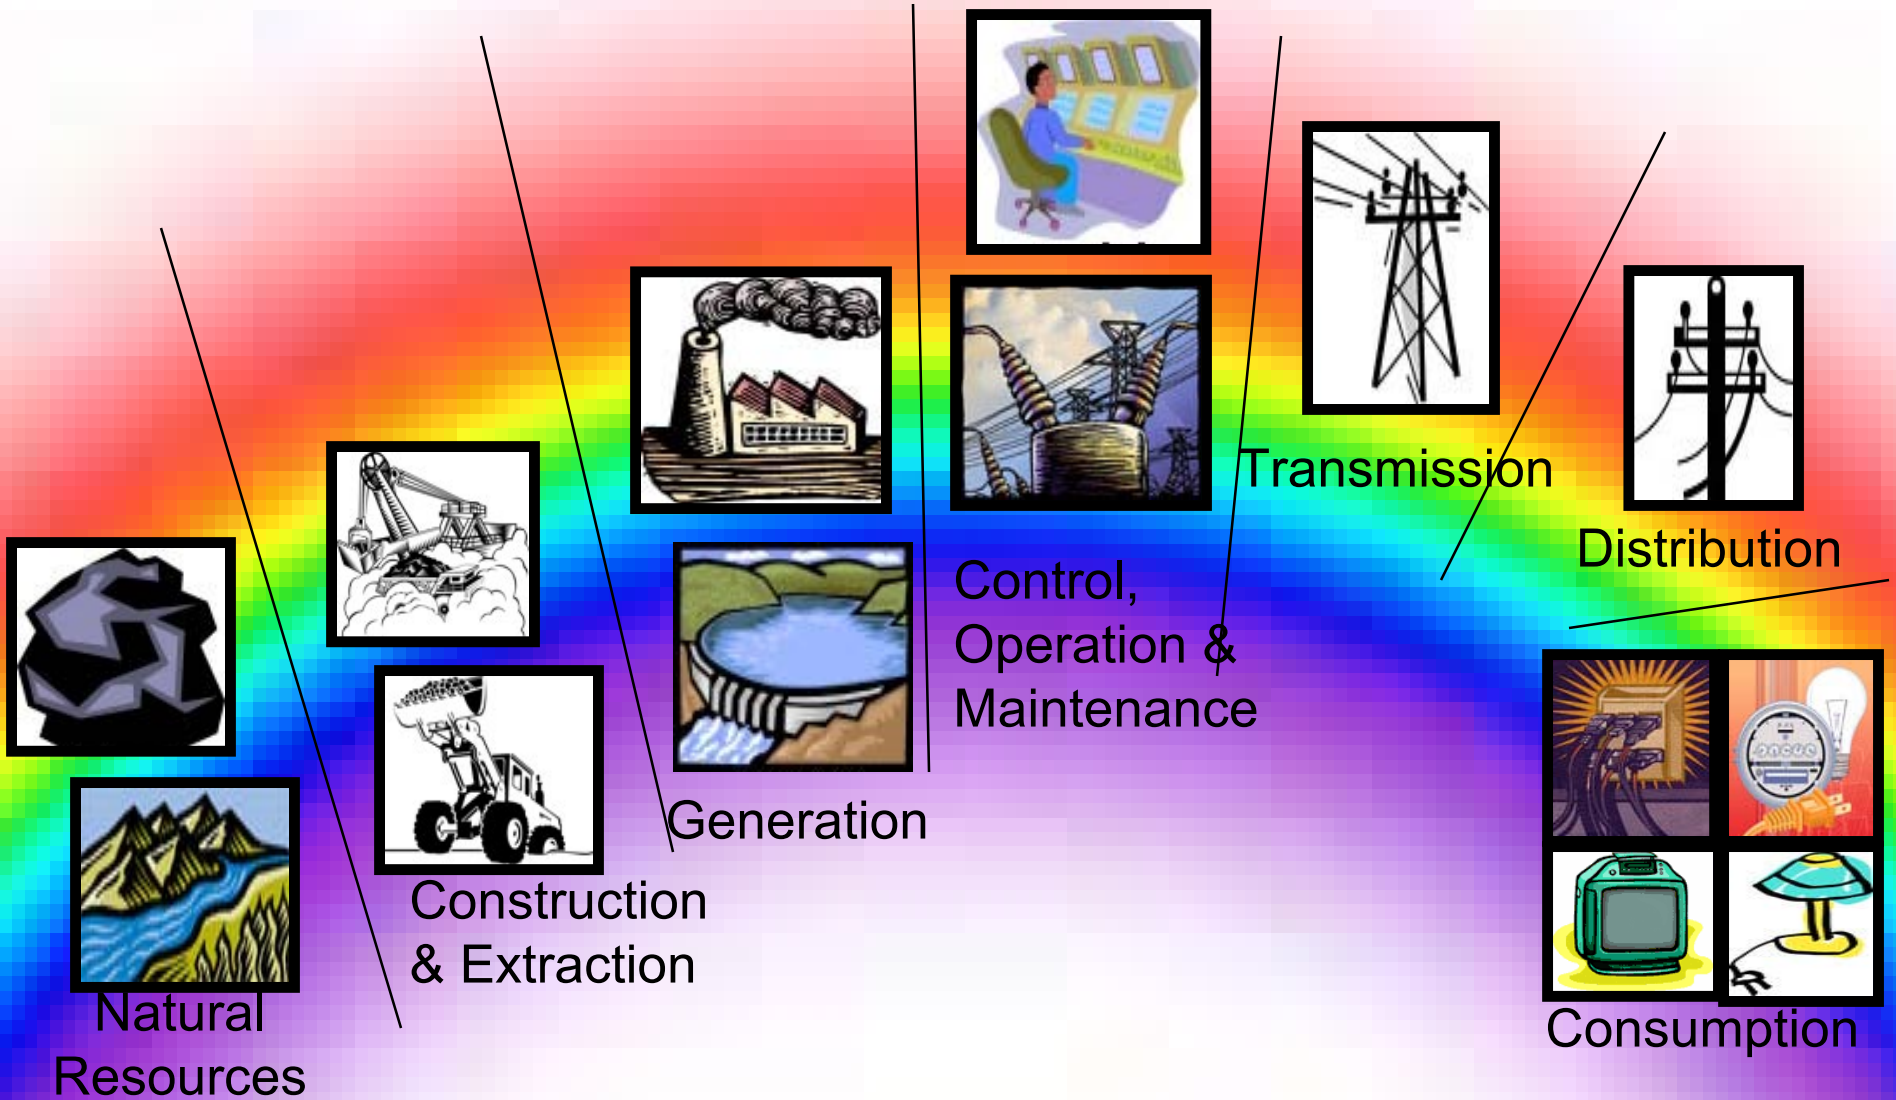 Natural
Resources
Construction
& Extraction
Generation
Control,
Operation &
Maintenance
Transmission
Distribution
Consumption